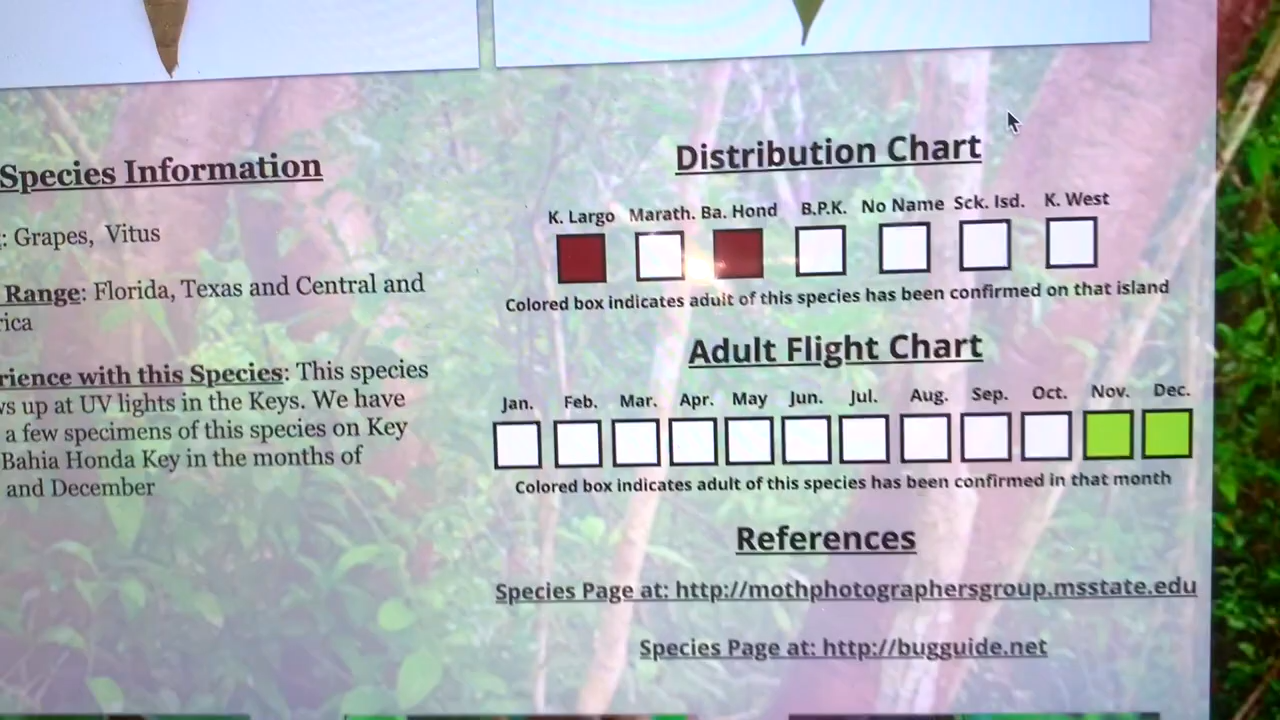 Species Information
: Grapes, Vitus
Range: Florida, Texas and Central and
rica
rience with this Species: This species
ws up at UV lights in the Keys. We have
a few specimens of this species on Key
Bahia Honda Key in the months of
and December
Distribution Chart
K. Largo Marath. Ba. Hond B.P.K. No Name Sck. Isd. K. West
Colored box indicates adult of this species has been confirmed on that island
Adult Flight Chart
Jan. Feb. Mar. Apr. May Jun. Jul. Aug. Sep. Oct. Nov. Dec.
Colored box indicates adult of this species has been confirmed in that month
References
Species Page at: http://mothphotographersgroup.msstate.edu
Species Page at: http://bugguide.net